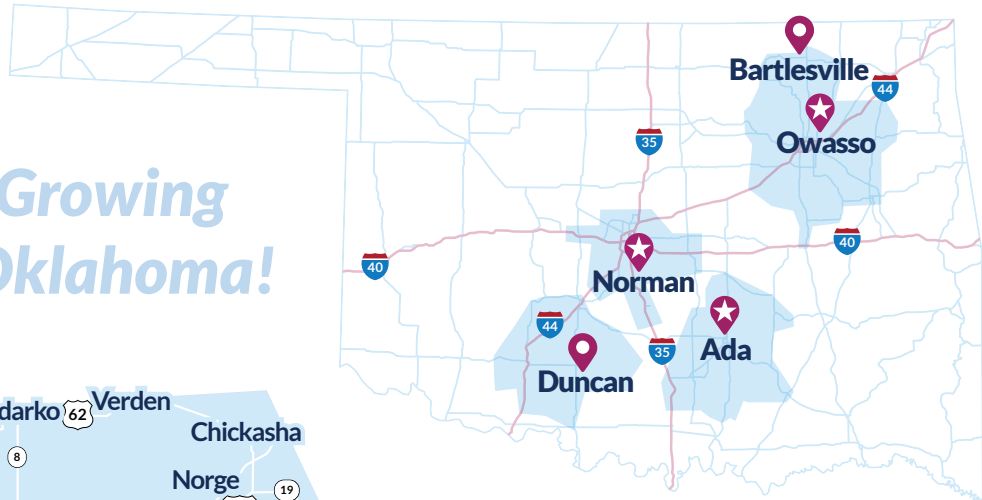 Bartlesville
44
Owasso
35
Growing
Oklahoma!
40
40
Norman
44
35
Ada
Duncan
darko 62 Verden
Chickasha
8
Norge
19